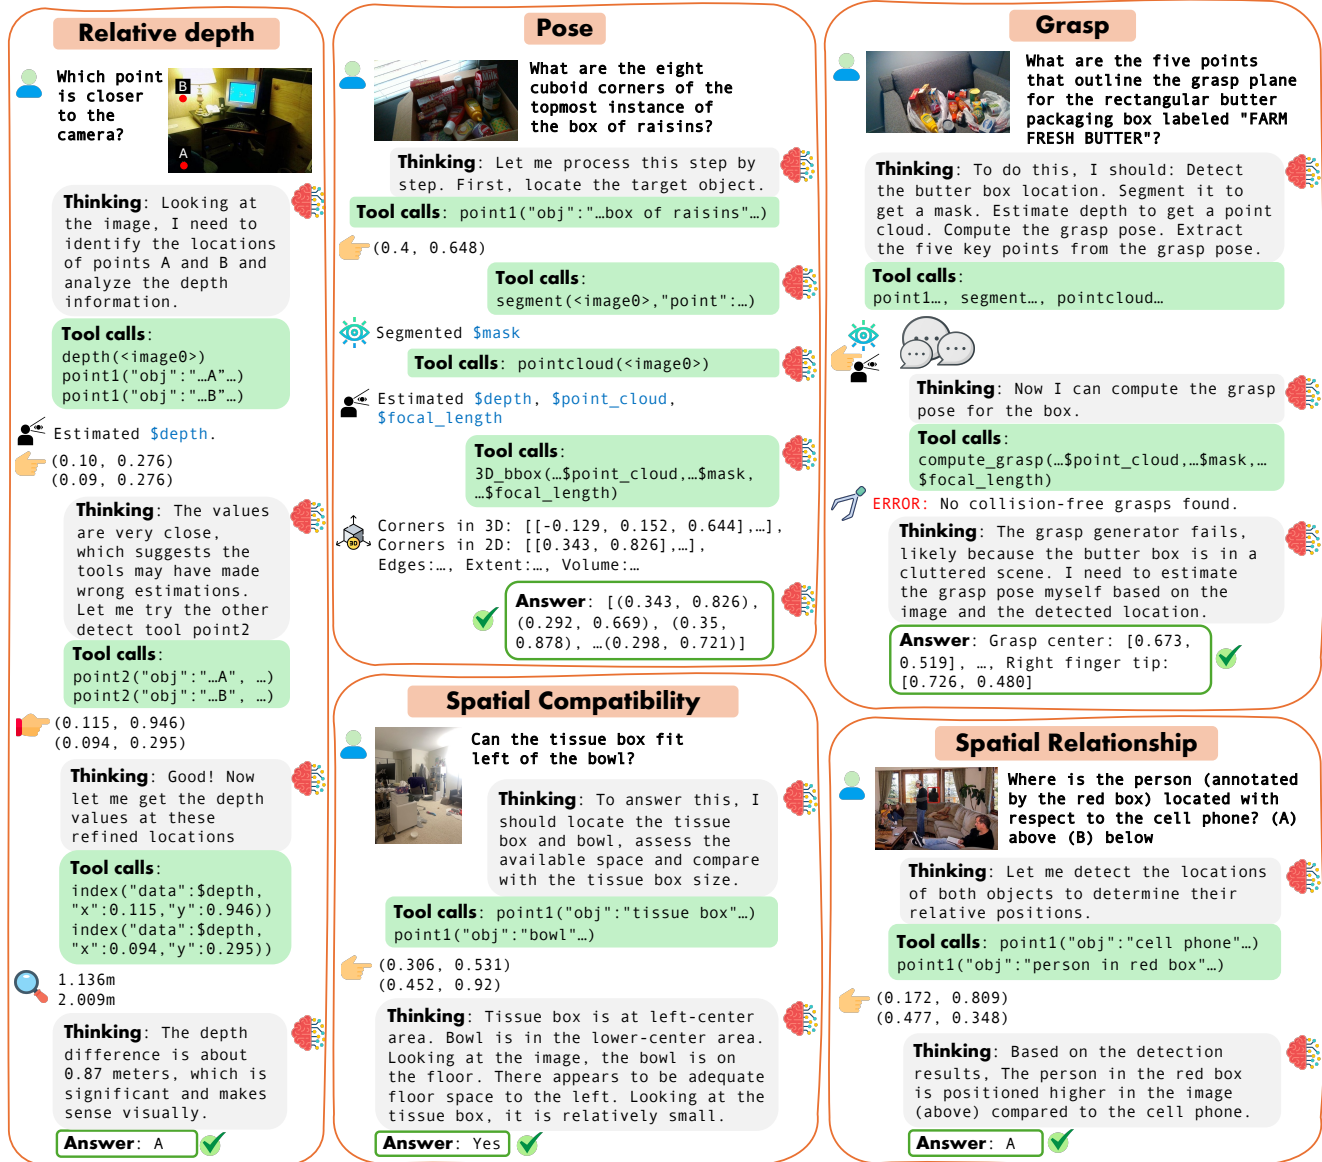 Relative depth
Which point
is closer
to the
camera?
B
A
Thinking: Looking at
the image, I need to
identify the locations
of points A and B and
analyze the depth
information.
Tool calls:
depth(<image0>)
point1("obj":"…A"…)
point1("obj":"…B"…)
Estimated $depth.
(0.10, 0.276)
(0.09, 0.276)
Thinking: The values
are very close,
which suggests the
tools may have made
wrong estimations.
Let me try the other
detect tool point2
Tool calls:
point2("obj":"…A", …)
point2("obj":"…B", …)
(0.115, 0.946)
(0.094, 0.295)
Thinking: Good! Now
let me get the depth
values at these
refined locations
Tool calls:
index("data":$depth,
"x":0.115,"y":0.946))
index("data":$depth,
"x":0.094,"y":0.295))
1.136m
2.009m
Thinking: The depth
difference is about
0.87 meters, which is
significant and makes
sense visually.
Answer: A
Pose
What are the eight
cuboid corners of the
topmost instance of
the box of raisins?
Thinking: Let me process this step by
step. First, locate the target object.
Tool calls: point1("obj":"…box of raisins"…)
(0.4, 0.648)
Tool calls:
segment(<image0>,"point":…)
Segmented $mask
Tool calls: pointcloud(<image0>)
Estimated $depth, $point_cloud,
$focal_length
Tool calls:
3D_bbox(…$point_cloud,…$mask,
…$focal_length)
3D
Corners in 3D: [[-0.129, 0.152, 0.644],…],
Corners in 2D: [[0.343, 0.826],…],
Edges:…, Extent:…, Volume:…
Answer: [(0.343, 0.826),
(0.292, 0.669), (0.35,
0.878), …(0.298, 0.721)]
Spatial Compatibility
Can the tissue box fit
left of the bowl?
Thinking: To answer this, I
should locate the tissue
box and bowl, assess the
available space and compare
with the tissue box size.
Tool calls: point1("obj":"tissue box"…)
point1("obj":"bowl"…)
(0.306, 0.531)
(0.452, 0.92)
Thinking: Tissue box is at left-center
area. Bowl is in the lower-center area.
Looking at the image, the bowl is on
the floor. There appears to be adequate
floor space to the left. Looking at the
tissue box, it is relatively small.
Answer: Yes
Grasp
What are the five points
that outline the grasp plane
for the rectangular butter
packaging box labeled "FARM
FRESH BUTTER"?
Thinking: To do this, I should: Detect
the butter box location. Segment it to
get a mask. Estimate depth to get a point
cloud. Compute the grasp pose. Extract
the five key points from the grasp pose.
Tool calls:
point1…, segment…, pointcloud…
Thinking: Now I can compute the grasp
pose for the box.
Tool calls:
compute_grasp(…$point_cloud,…$mask,…
$focal_length)
ERROR: No collision-free grasps found.
Thinking: The grasp generator fails,
likely because the butter box is in a
cluttered scene. I need to estimate
the grasp pose myself based on the
image and the detected location.
Answer: Grasp center: [0.673,
0.519], …, Right finger tip:
[0.726, 0.480]
Spatial Relationship
Where is the person (annotated
by the red box) located with
respect to the cell phone? (A)
above (B) below
Thinking: Let me detect the locations
of both objects to determine their
relative positions.
Tool calls: point1("obj":"cell phone"…)
point1("obj":"person in red box"…)
(0.172, 0.809)
(0.477, 0.348)
Thinking: Based on the detection
results, The person in the red box
is positioned higher in the image
(above) compared to the cell phone.
Answer: A